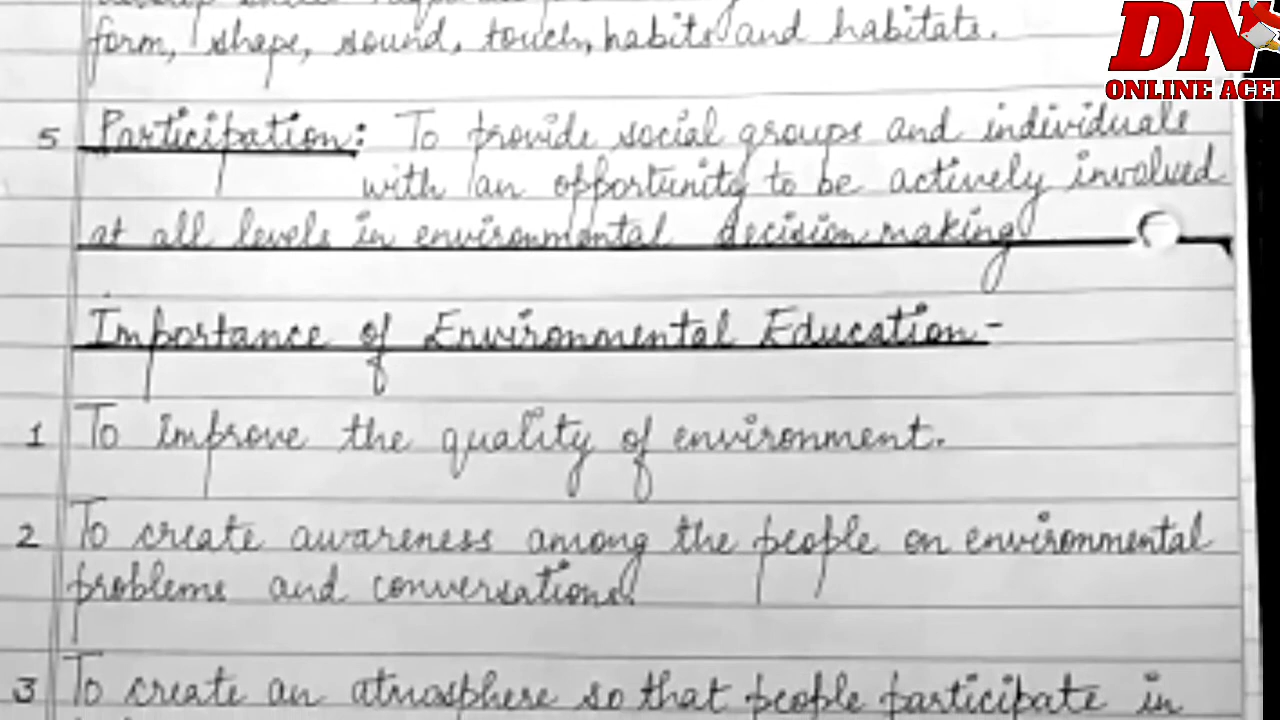 form, shape, sound, touch, habits and habitats.
5 Participation: To provide social groups and individuals
with an opportunity to be actively involved
at all levels in environmental decision making
Importance of Environmental Education-
1 To improve the quality of environment.
2 To create awareness among the people on environmental
problems and conversations.
3 To create an atmosphere so that people participate in
DN
ONLINE ACE